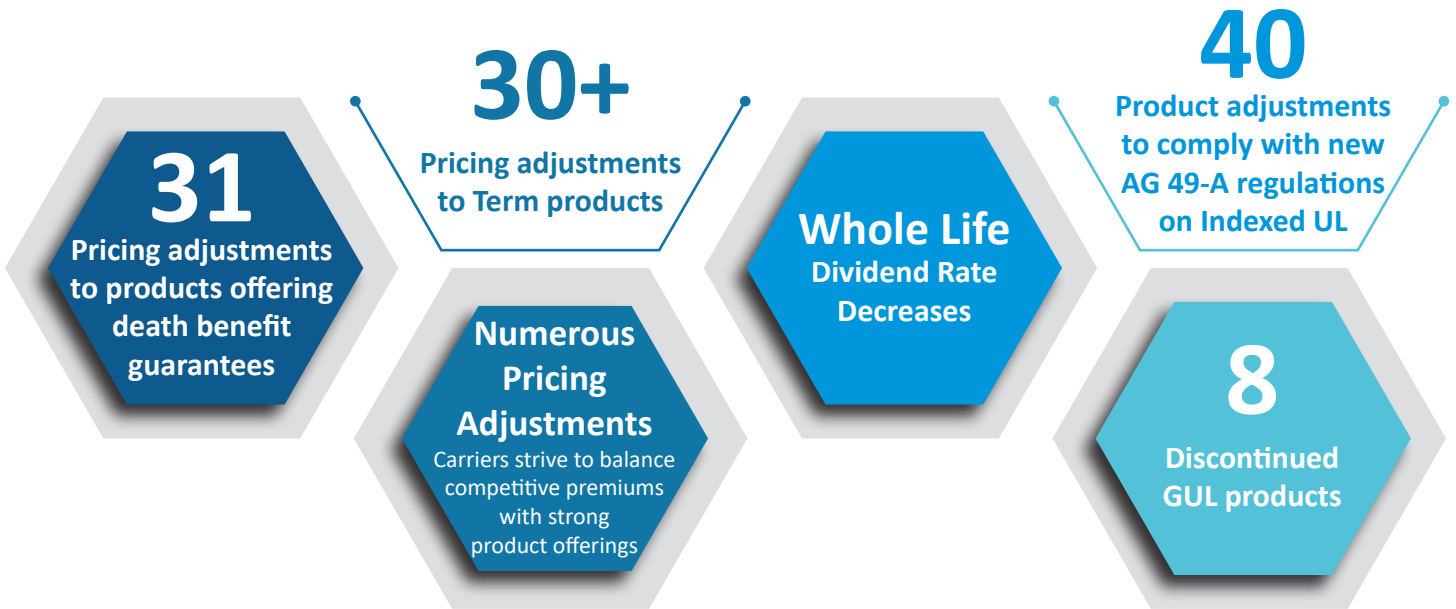 31
Pricing adjustments
to products offering
death benefit
guarantees
30+
Pricing adjustments
to Term products
Numerous
Pricing
Adjustments
Carriers strive to balance
competitive premiums
with strong
product offerings
Whole Life
Dividend Rate
Decreases
40
Product adjustments
to comply with new
AG 49-A regulations
on Indexed UL
8
Discontinued
GUL products